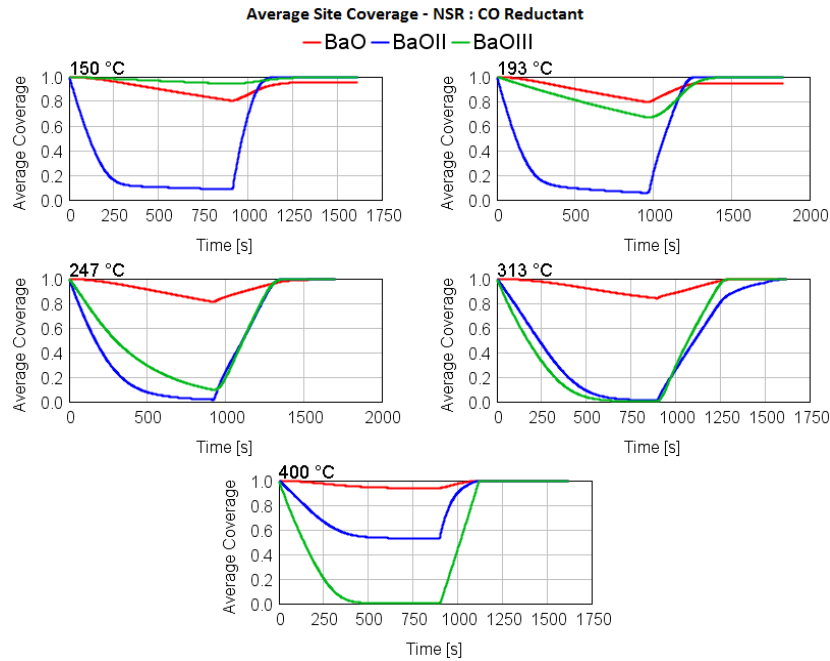 Average Site Coverage - NSR : CO Reductant
BaO BaOII BaOIII
150 °C
1.0
0.8
0.6
0.4
0.2
0.0
Average Coverage
0 250 500 750 1000 1250 1500 1750
Time [s]
193 °C
1.0
0.8
0.6
0.4
0.2
0.0
Average Coverage
0 500 1000 1500 2000
Time [s]
247 °C
1.0
0.8
0.6
0.4
0.2
0.0
Average Coverage
0 500 1000 1500 2000
Time [s]
313 °C
1.0
0.8
0.6
0.4
0.2
0.0
Average Coverage
0 250 500 750 1000 1250 1500 1750
Time [s]
400 °C
1.0
0.8
0.6
0.4
0.2
0.0
Average Coverage
0 250 500 750 1000 1250 1500 1750
Time [s]